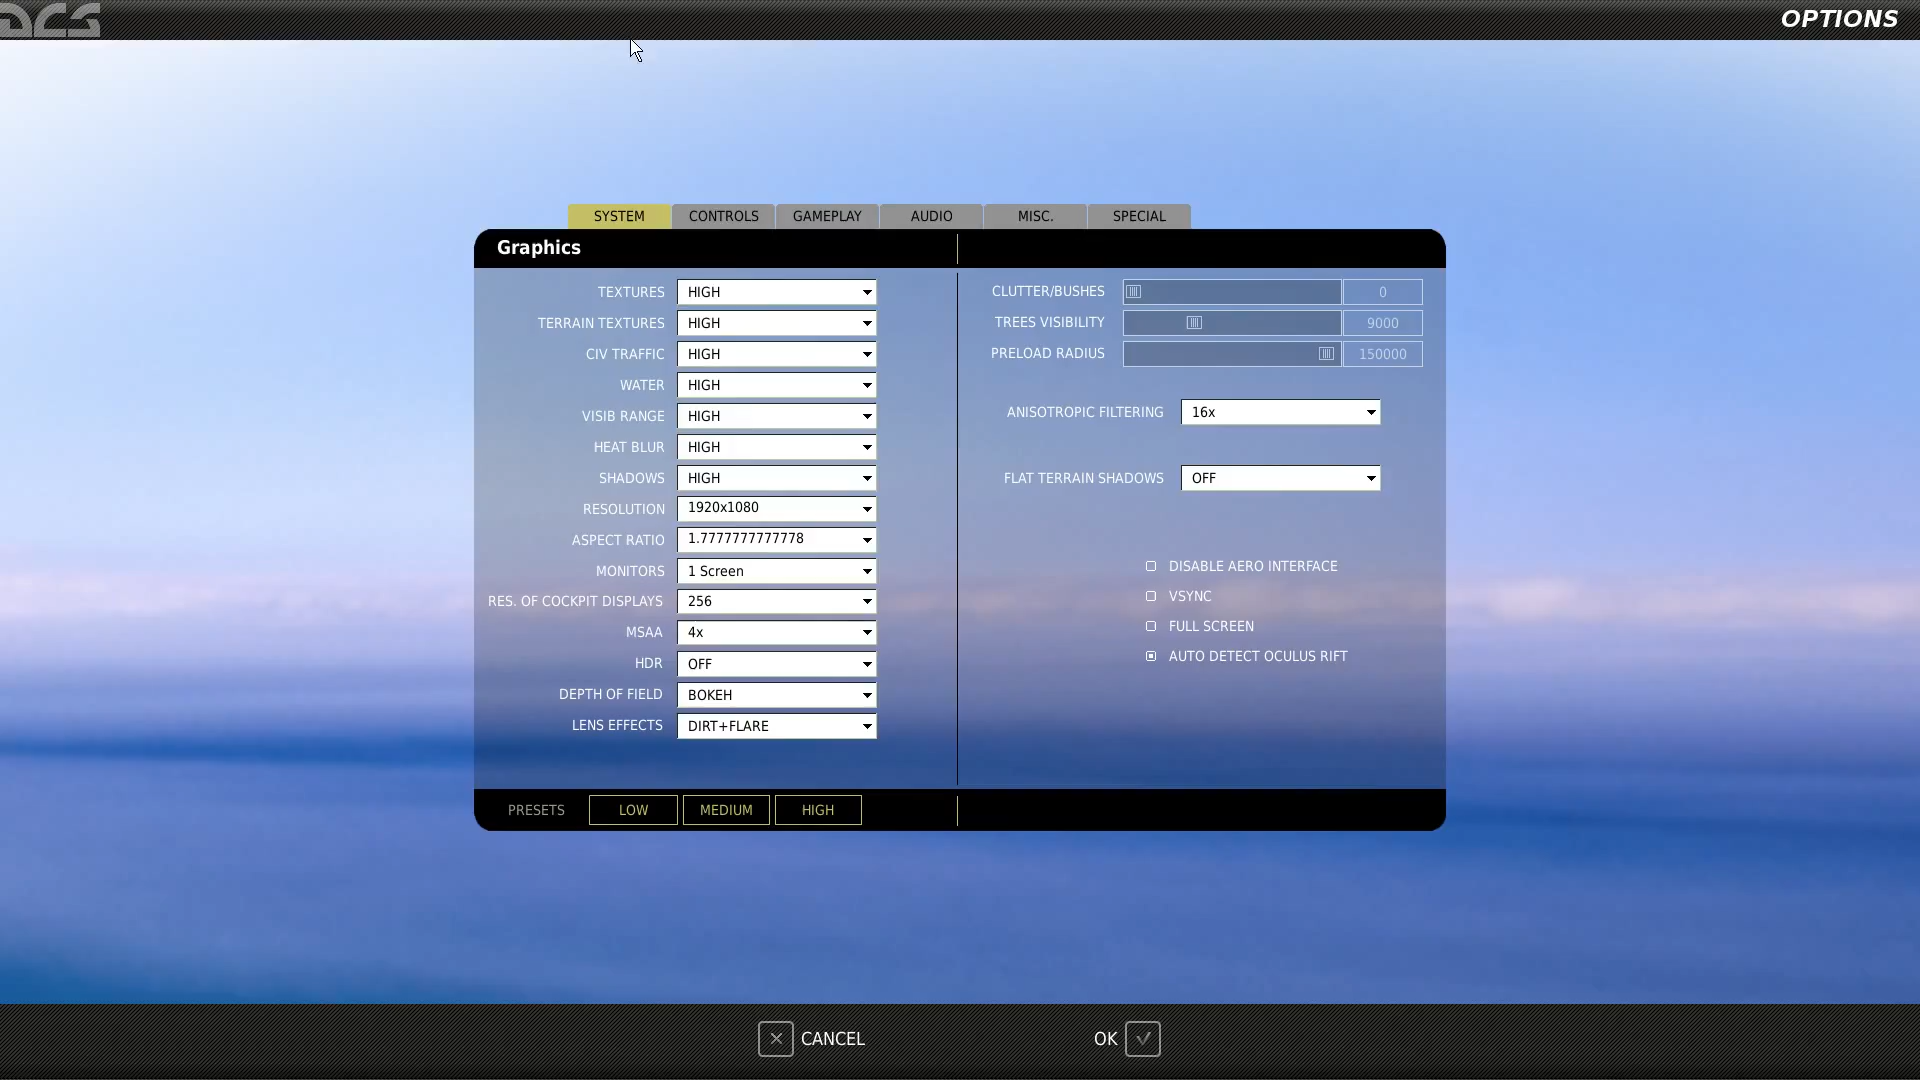 DCS
OPTIONS
SYSTEM CONTROLS GAMEPLAY AUDIO MISC. SPECIAL
Graphics
TEXTURES HIGH
TERRAIN TEXTURES HIGH
CIV TRAFFIC HIGH
WATER HIGH
VISIB RANGE HIGH
HEAT BLUR HIGH
SHADOWS HIGH
RESOLUTION 1920x1080
ASPECT RATIO 1.7777777777778
MONITORS 1 Screen
RES. OF COCKPIT DISPLAYS 256
MSAA 4x
HDR OFF
DEPTH OF FIELD BOKEH
LENS EFFECTS DIRT+FLARE
CLUTTER/BUSHES 0
TREES VISIBILITY 9000
PRELOAD RADIUS 150000
ANISOTROPIC FILTERING 16x
FLAT TERRAIN SHADOWS OFF
DISABLE AERO INTERFACE
VSYNC
FULL SCREEN
AUTO DETECT OCULUS RIFT
PRESETS LOW MEDIUM HIGH
CANCEL OK